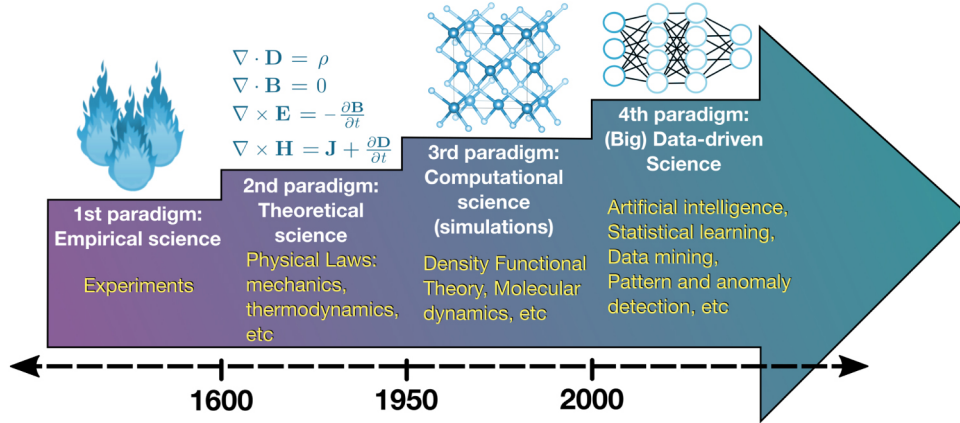 ∇ · D = ρ
∇ · B = 0
∇ × E = −∂B/∂t
∇ × H = J + ∂D/∂t
1st paradigm:
Empirical science
Experiments
2nd paradigm:
Theoretical
science
Physical Laws:
mechanics,
thermodynamics,
etc
3rd paradigm:
Computational
science
(simulations)
Density Functional
Theory, Molecular
dynamics, etc
4th paradigm:
(Big) Data-driven
Science
Artificial intelligence,
Statistical learning,
Data mining,
Pattern and anomaly
detection, etc
1600
1950
2000